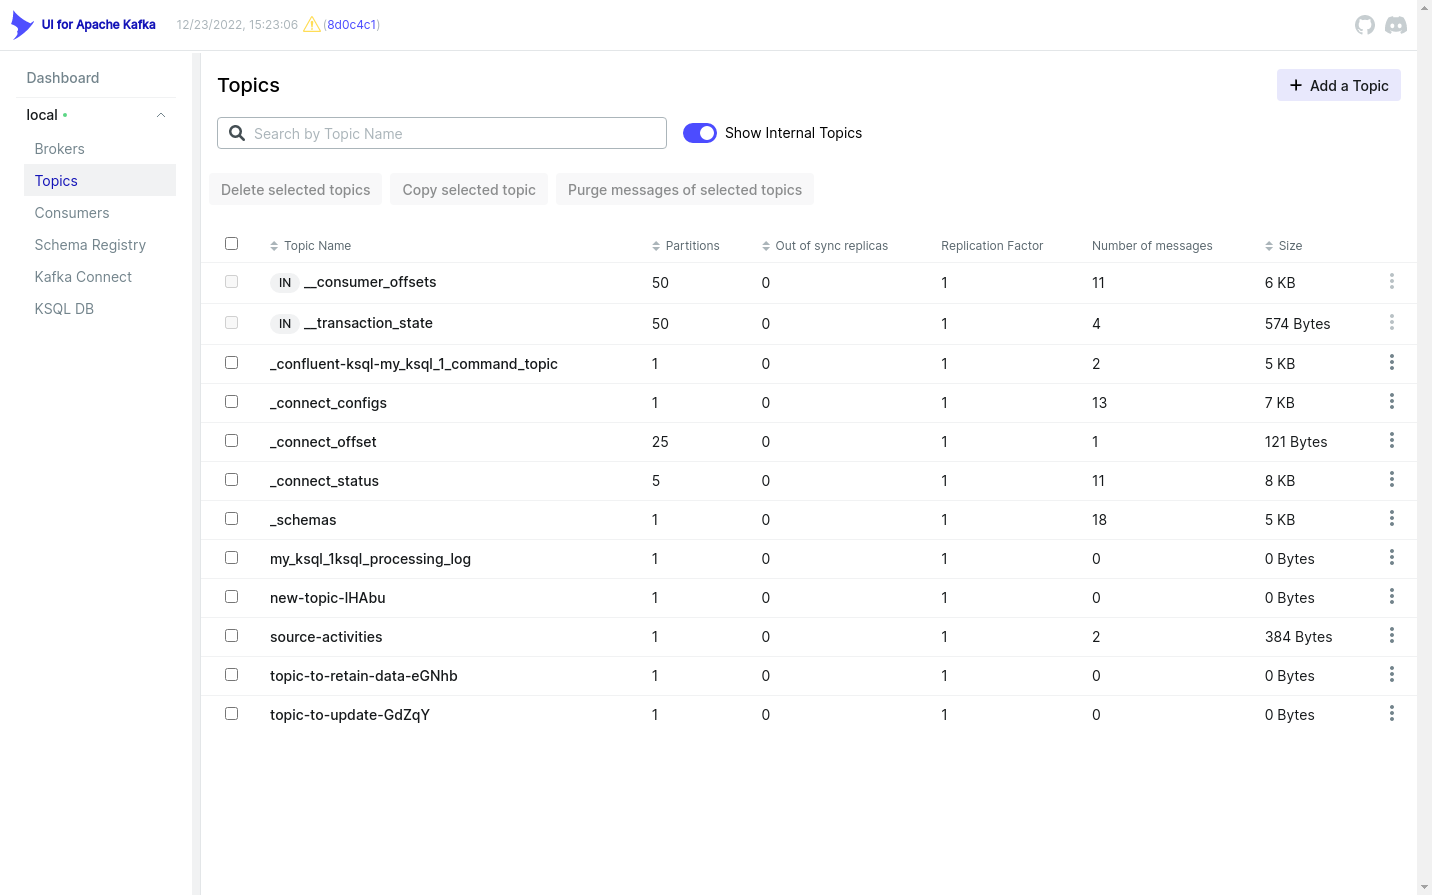 UI for Apache Kafka 12/23/2022, 15:23:06 (8d0c4c1)
Dashboard
local
Brokers
Topics
Consumers
Schema Registry
Kafka Connect
KSQL DB
Topics
Add a Topic
Search by Topic Name Show Internal Topics
Delete selected topics Copy selected topic Purge messages of selected topics
Topic Name Partitions Out of sync replicas Replication Factor Number of messages Size
IN __consumer_offsets 50 0 1 11 6 KB
IN __transaction_state 50 0 1 4 574 Bytes
_confluent-ksql-my_ksql_1_command_topic 1 0 1 2 5 KB
_connect_configs 1 0 1 13 7 KB
_connect_offset 25 0 1 1 121 Bytes
_connect_status 5 0 1 11 8 KB
_schemas 1 0 1 18 5 KB
my_ksql_1ksql_processing_log 1 0 1 0 0 Bytes
new-topic-lHAbu 1 0 1 0 0 Bytes
source-activities 1 0 1 2 384 Bytes
topic-to-retain-data-eGNhb 1 0 1 0 0 Bytes
topic-to-update-GdZqY 1 0 1 0 0 Bytes